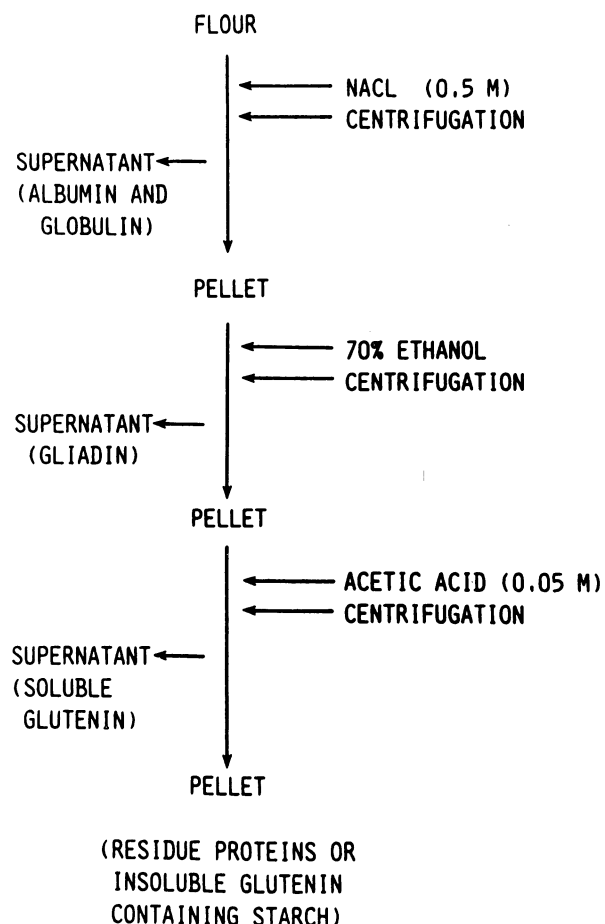 FLOUR
NACL (0.5 M)
CENTRIFUGATION
SUPERNATANT
(ALBUMIN AND
GLOBULIN)
PELLET
70% ETHANOL
CENTRIFUGATION
SUPERNATANT
(GLIADIN)
PELLET
ACETIC ACID (0.05 M)
CENTRIFUGATION
SUPERNATANT
(SOLUBLE
GLUTENIN)
PELLET
(RESIDUE PROTEINS OR
INSOLUBLE GLUTENIN
CONTAINING STARCH)